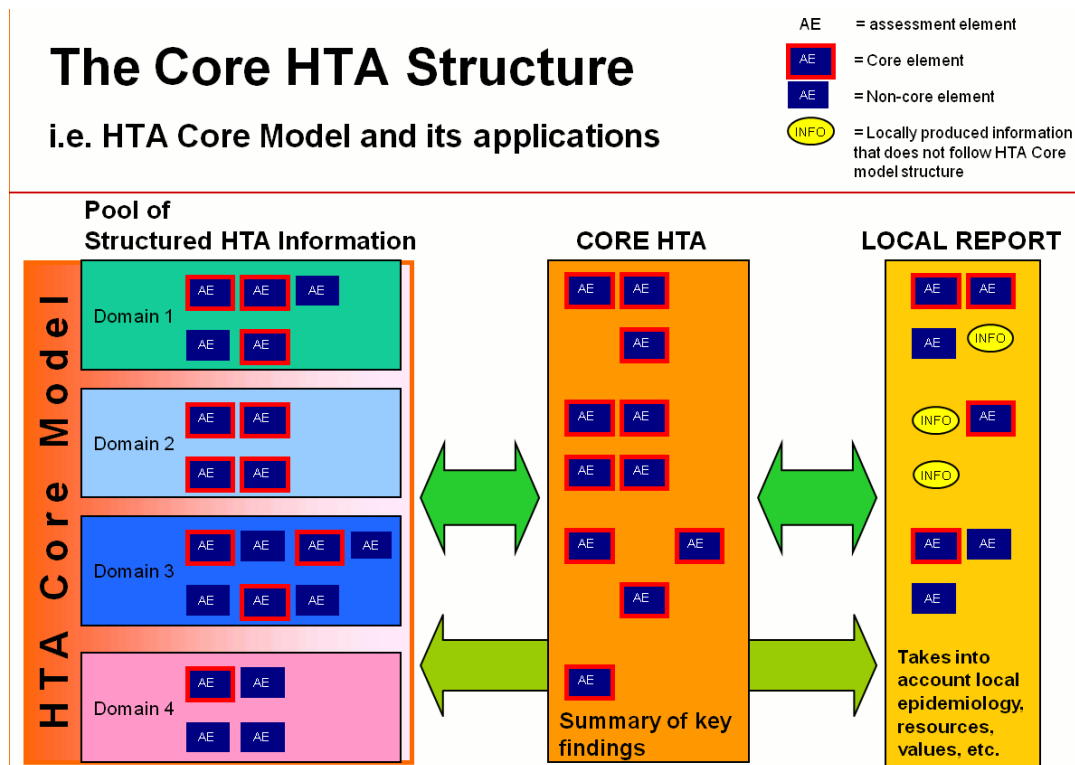 The Core HTA Structure
i.e. HTA Core Model and its applications
AE = assessment element
AE = Core element
AE = Non-core element
INFO = Locally produced information
that does not follow HTA Core
model structure
Pool of
Structured HTA Information
CORE HTA
LOCAL REPORT
HTA Core Model
Domain 1
AE AE AE
AE AE
Domain 2
AE AE
AE AE
Domain 3
AE AE AE AE
AE AE AE
Domain 4
AE AE
AE AE
AE AE
AE
AE AE
AE AE
AE AE
AE
AE
Summary of key
findings
AE AE
AE INFO
INFO AE
INFO
AE AE
AE
Takes into
account local
epidemiology,
resources,
values, etc.